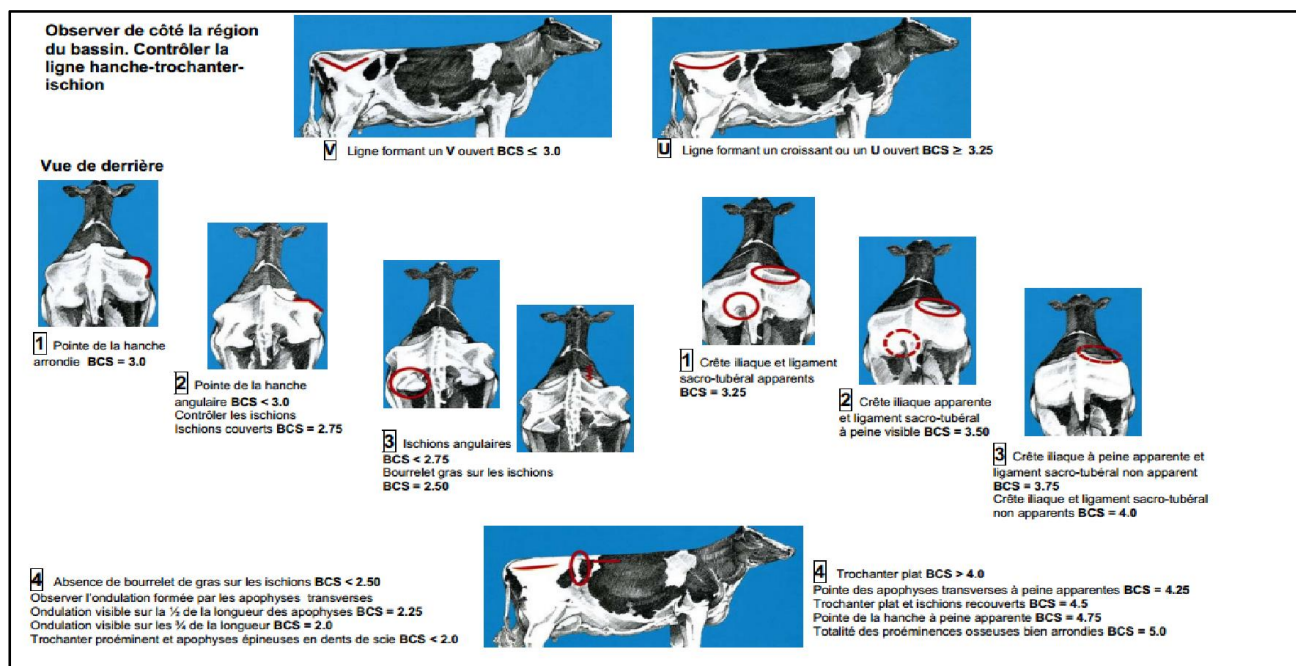 Observer de côté la région
du bassin. Contrôler la
ligne hanche-trochanter-
ischion
V Ligne formant un V ouvert BCS ≤ 3.0
U Ligne formant un croissant ou un U ouvert BCS ≥ 3.25
Vue de derrière
1 Pointe de la hanche
arrondie BCS = 3.0
2 Pointe de la hanche
angulaire BCS < 3.0
Contrôler les ischions
Ischions couverts BCS = 2.75
3 Ischions angulaires
BCS < 2.75
Bourrelet gras sur les ischions
BCS = 2.50
1 Crête iliaque et ligament
sacro-tubéral apparents
BCS = 3.25
2 Crête iliaque apparente
et ligament sacro-tubéral
à peine visible BCS = 3.50
3 Crête iliaque à peine apparente et
ligament sacro-tubéral non apparent
BCS = 3.75
Crête iliaque et ligament sacro-tubéral
non apparents BCS = 4.0
4 Absence de bourrelet de gras sur les ischions BCS < 2.50
Observer l'ondulation formée par les apophyses transverses
Ondulation visible sur la ½ de la longueur des apophyses BCS = 2.25
Ondulation visible sur les ¾ de la longueur BCS = 2.0
Trochanter proéminent et apophyses épineuses en dents de scie BCS < 2.0
4 Trochanter plat BCS > 4.0
Pointe des apophyses transverses à peine apparentes BCS = 4.25
Trochanter plat et ischions recouverts BCS = 4.5
Pointe de la hanche à peine apparente BCS = 4.75
Totalité des proéminences osseuses bien arrondies BCS = 5.0